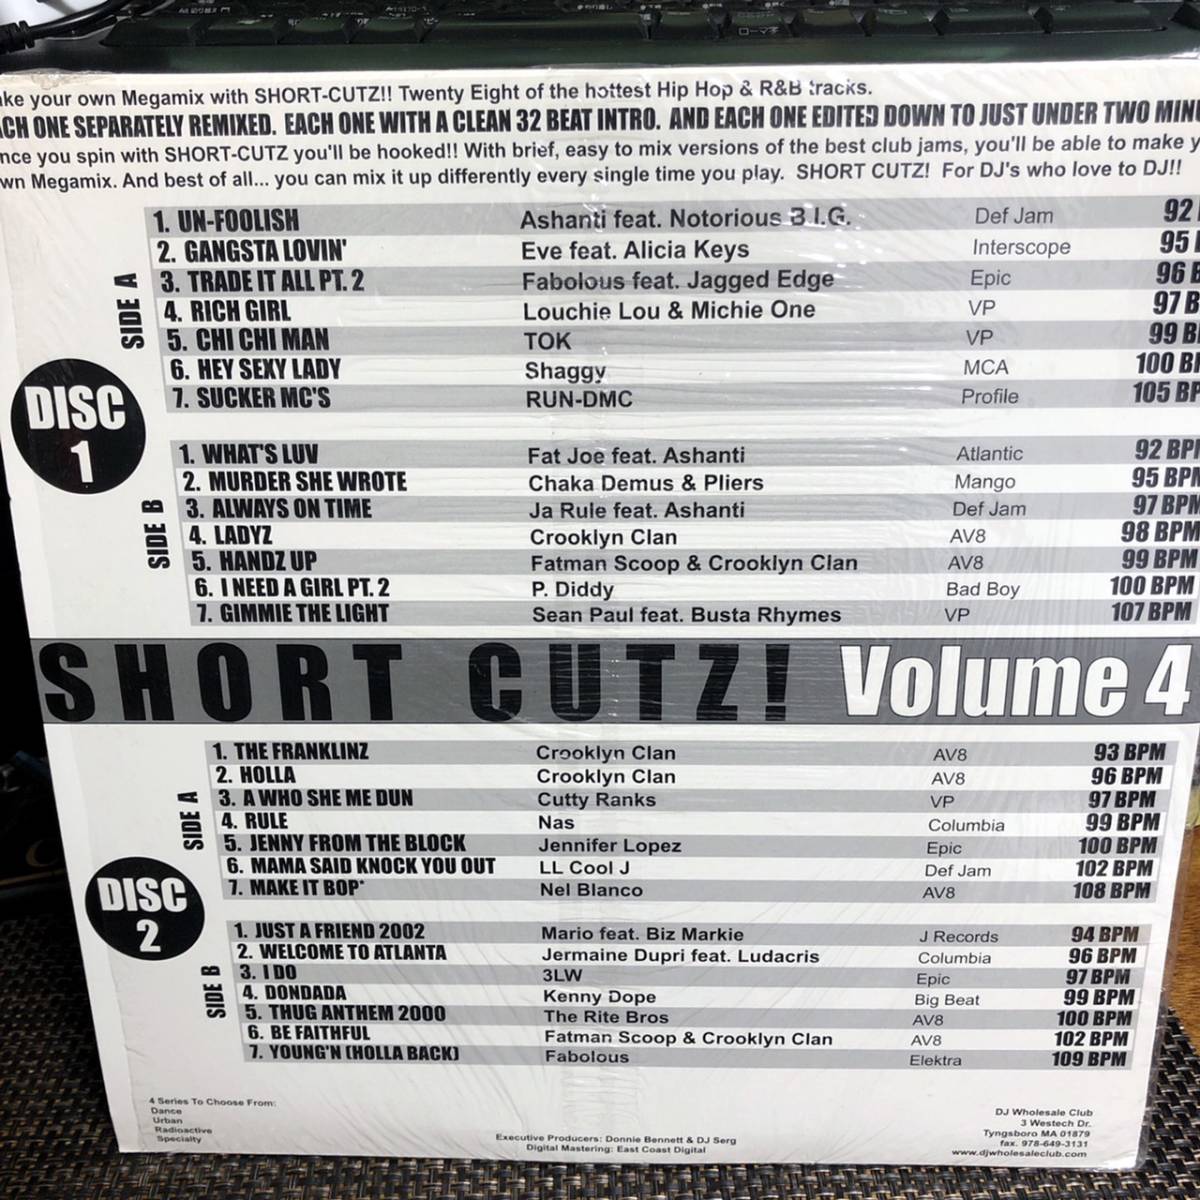 ke your own Megamix with SHORT-CUTZ!! Twenty Eight of the hottest Hip Hop & R&B tracks.
CH ONE SEPARATELY REMIXED. EACH ONE WITH A CLEAN 32 BEAT INTRO. AND EACH ONE EDITED DOWN TO JUST UNDER TWO MINU
nce you spin with SHORT-CUTZ you'll be hooked!! With brief, easy to mix versions of the best club jams, you'll be able to make y
wn Megamix. And best of all... you can mix it up differently every single time you play. SHORT CUTZ! For DJ's who love to DJ!!
DISC 1
SIDE A
1. UN-FOOLISH Ashanti feat. Notorious B.I.G. Def Jam 92
2. GANGSTA LOVIN' Eve feat. Alicia Keys Interscope 95
3. TRADE IT ALL PT. 2 Fabolous feat. Jagged Edge Epic 96 B
4. RICH GIRL Louchie Lou & Michie One VP 97 B
5. CHI CHI MAN TOK VP 99 B
6. HEY SEXY LADY Shaggy MCA 100 B
7. SUCKER MC'S RUN-DMC Profile 105 BP
SIDE B
1. WHAT'S LUV Fat Joe feat. Ashanti Atlantic 92 BPM
2. MURDER SHE WROTE Chaka Demus & Pliers Mango 95 BPM
3. ALWAYS ON TIME Ja Rule feat. Ashanti Def Jam 97 BPM
4. LADYZ Crooklyn Clan AV8 98 BPM
5. HANDZ UP Fatman Scoop & Crooklyn Clan AV8 99 BPM
6. I NEED A GIRL PT. 2 P. Diddy Bad Boy 100 BPM
7. GIMMIE THE LIGHT Sean Paul feat. Busta Rhymes VP 107 BPM
SHORT CUTZ! Volume 4
DISC 2
SIDE A
1. THE FRANKLINZ Crooklyn Clan AV8 93 BPM
2. HOLLA Crooklyn Clan AV8 96 BPM
3. A WHO SHE ME DUN Cutty Ranks VP 97 BPM
4. RULE Nas Columbia 99 BPM
5. JENNY FROM THE BLOCK Jennifer Lopez Epic 100 BPM
6. MAMA SAID KNOCK YOU OUT LL Cool J Def Jam 102 BPM
7. MAKE IT BOP* Nel Blanco AV8 108 BPM
SIDE B
1. JUST A FRIEND 2002 Mario feat. Biz Markie J Records 94 BPM
2. WELCOME TO ATLANTA Jermaine Dupri feat. Ludacris Columbia 96 BPM
3. I DO 3LW Epic 97 BPM
4. DONDADA Kenny Dope Big Beat 99 BPM
5. THUG ANTHEM 2000 The Rite Bros AV8 100 BPM
6. BE FAITHFUL Fatman Scoop & Crooklyn Clan AV8 102 BPM
7. YOUNG'N (HOLLA BACK) Fabolous Elektra 109 BPM
4 Series To Choose From:
Dance
Urban
Radioactive
Specialty
Executive Producers: Donnie Bennett & DJ Serg
Digital Mastering: East Coast Digital
DJ Wholesale Club
3 Westech Dr.
Tyngsboro MA 01879
fax. 978-649-3131
www.djwholesaleclub.com